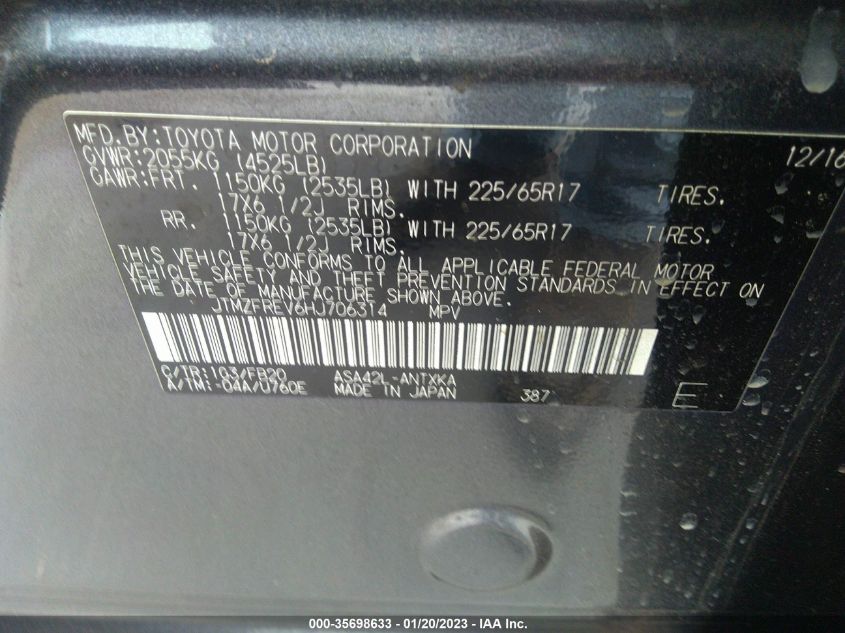 MFD.BY:TOYOTA MOTOR CORPORATION 12/16
GVWR:2055KG (4525LB)
GAWR:FRT. 1150KG (2535LB) WITH 225/65R17 TIRES.
17X6 1/2J RIMS.
RR. 1150KG (2535LB) WITH 225/65R17 TIRES.
17X6 1/2J RIMS.
THIS VEHICLE CONFORMS TO ALL APPLICABLE FEDERAL MOTOR
VEHICLE SAFETY AND THEFT PREVENTION STANDARDS IN EFFECT ON
THE DATE OF MANUFACTURE SHOWN ABOVE.
JTMZFREV6HJ706314 MPV
C/TR:1G3/FB20 ASA42L-ANTXKA
A/TM:-04A/U760E MADE IN JAPAN 387 E
000-35698633 - 01/20/2023 - IAA Inc.